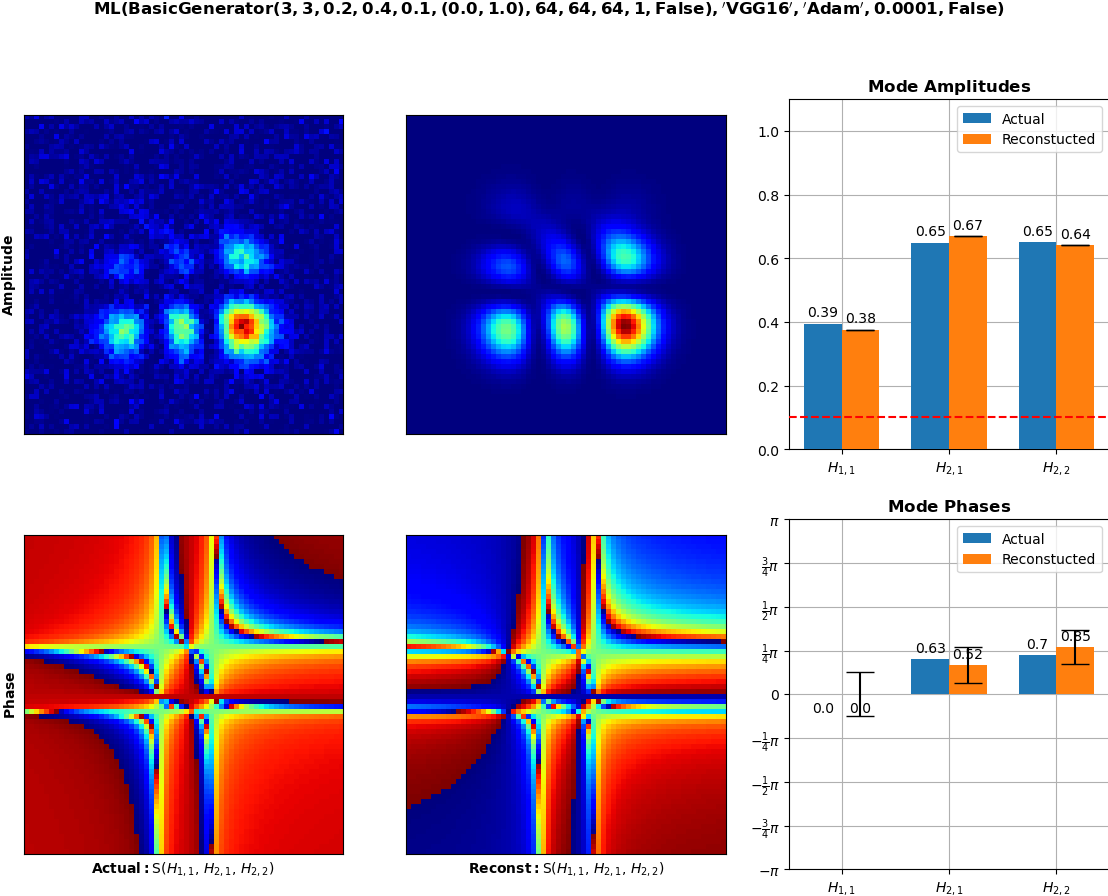 ML(BasicGenerator(3, 3, 0.2, 0.4, 0.1, (0.0, 1.0), 64, 64, 64, 1, False), ′VGG16′, ′Adam′, 0.0001, False)
Amplitude
Mode Amplitudes
Actual
Reconstucted
1.0
0.8
0.6
0.4
0.2
0.0
0.39
0.38
0.65
0.67
0.65
0.64
H1,1
H2,1
H2,2
Phase
Actual: S(H1,1, H2,1, H2,2)
Reconst: S(H1,1, H2,1, H2,2)
Mode Phases
Actual
Reconstucted
π
3/4π
1/2π
1/4π
0
−1/4π
−1/2π
−3/4π
−π
0.0
0.0
0.63
0.52
0.7
0.85
H1,1
H2,1
H2,2